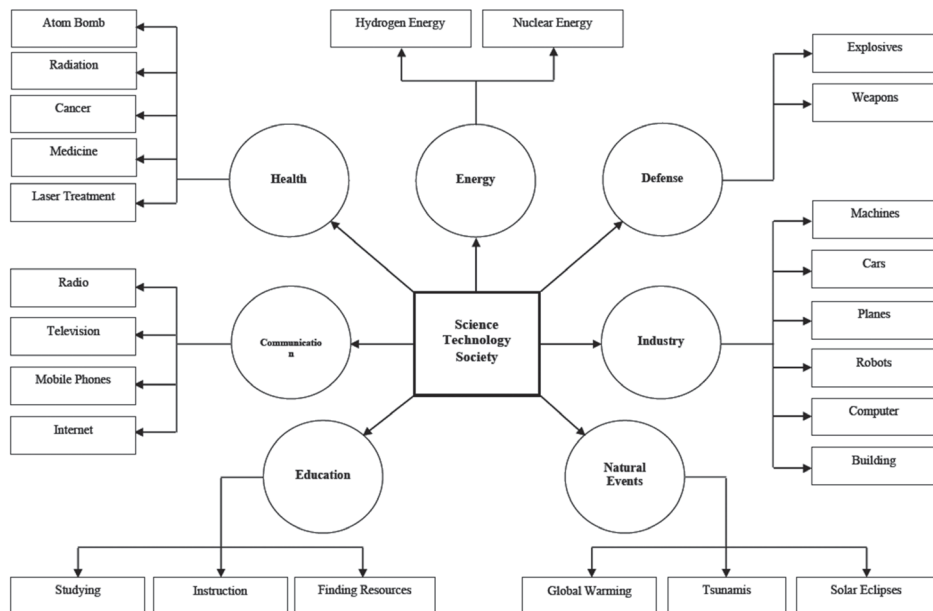 Atom Bomb
Radiation
Cancer
Medicine
Laser Treatment
Health
Hydrogen Energy
Nuclear Energy
Energy
Explosives
Weapons
Defense
Radio
Television
Mobile Phones
Internet
Communicatio
n
Science
Technology
Society
Industry
Machines
Cars
Planes
Robots
Computer
Building
Education
Studying
Instruction
Finding Resources
Natural
Events
Global Warming
Tsunamis
Solar Eclipses